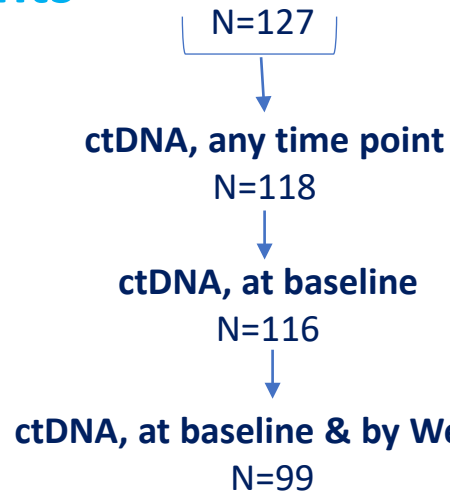 N=127
ctDNA, any time point
N=118
ctDNA, at baseline
N=116
ctDNA, at baseline & by
N=99